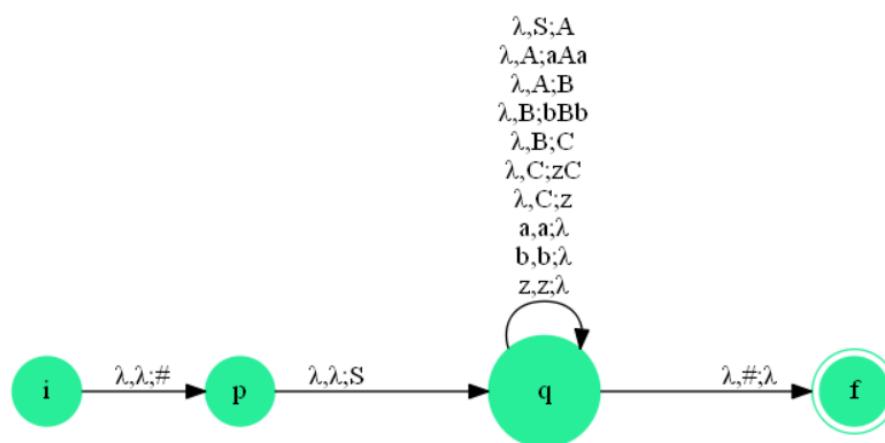 λ,S;A
λ,A;aAa
λ,A;B
λ,B;bBb
λ,B;C
λ,C;zC
λ,C;z
a,a;λ
b,b;λ
z,z;λ
i
λ,λ;#
p
λ,λ;S
q
λ,#;λ
f